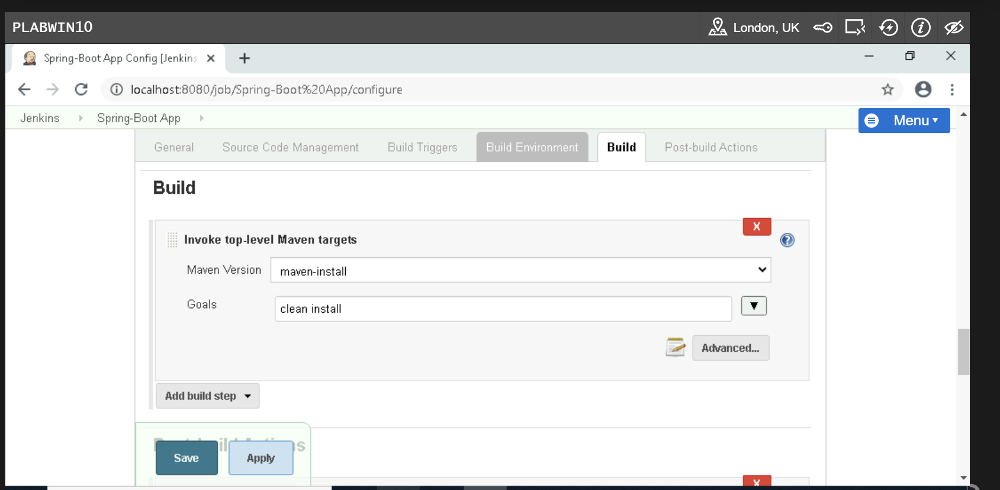 PLABWIN10
London, UK
Spring-Boot App Config [Jenkins
localhost:8080/job/Spring-Boot%20App/configure
Jenkins
Spring-Boot App
Menu
General
Source Code Management
Build Triggers
Build Environment
Build
Post-build Actions
Build
X
Invoke top-level Maven targets
Maven Version
maven-install
Goals
clean install
Advanced...
Add build step
Save
Apply
X